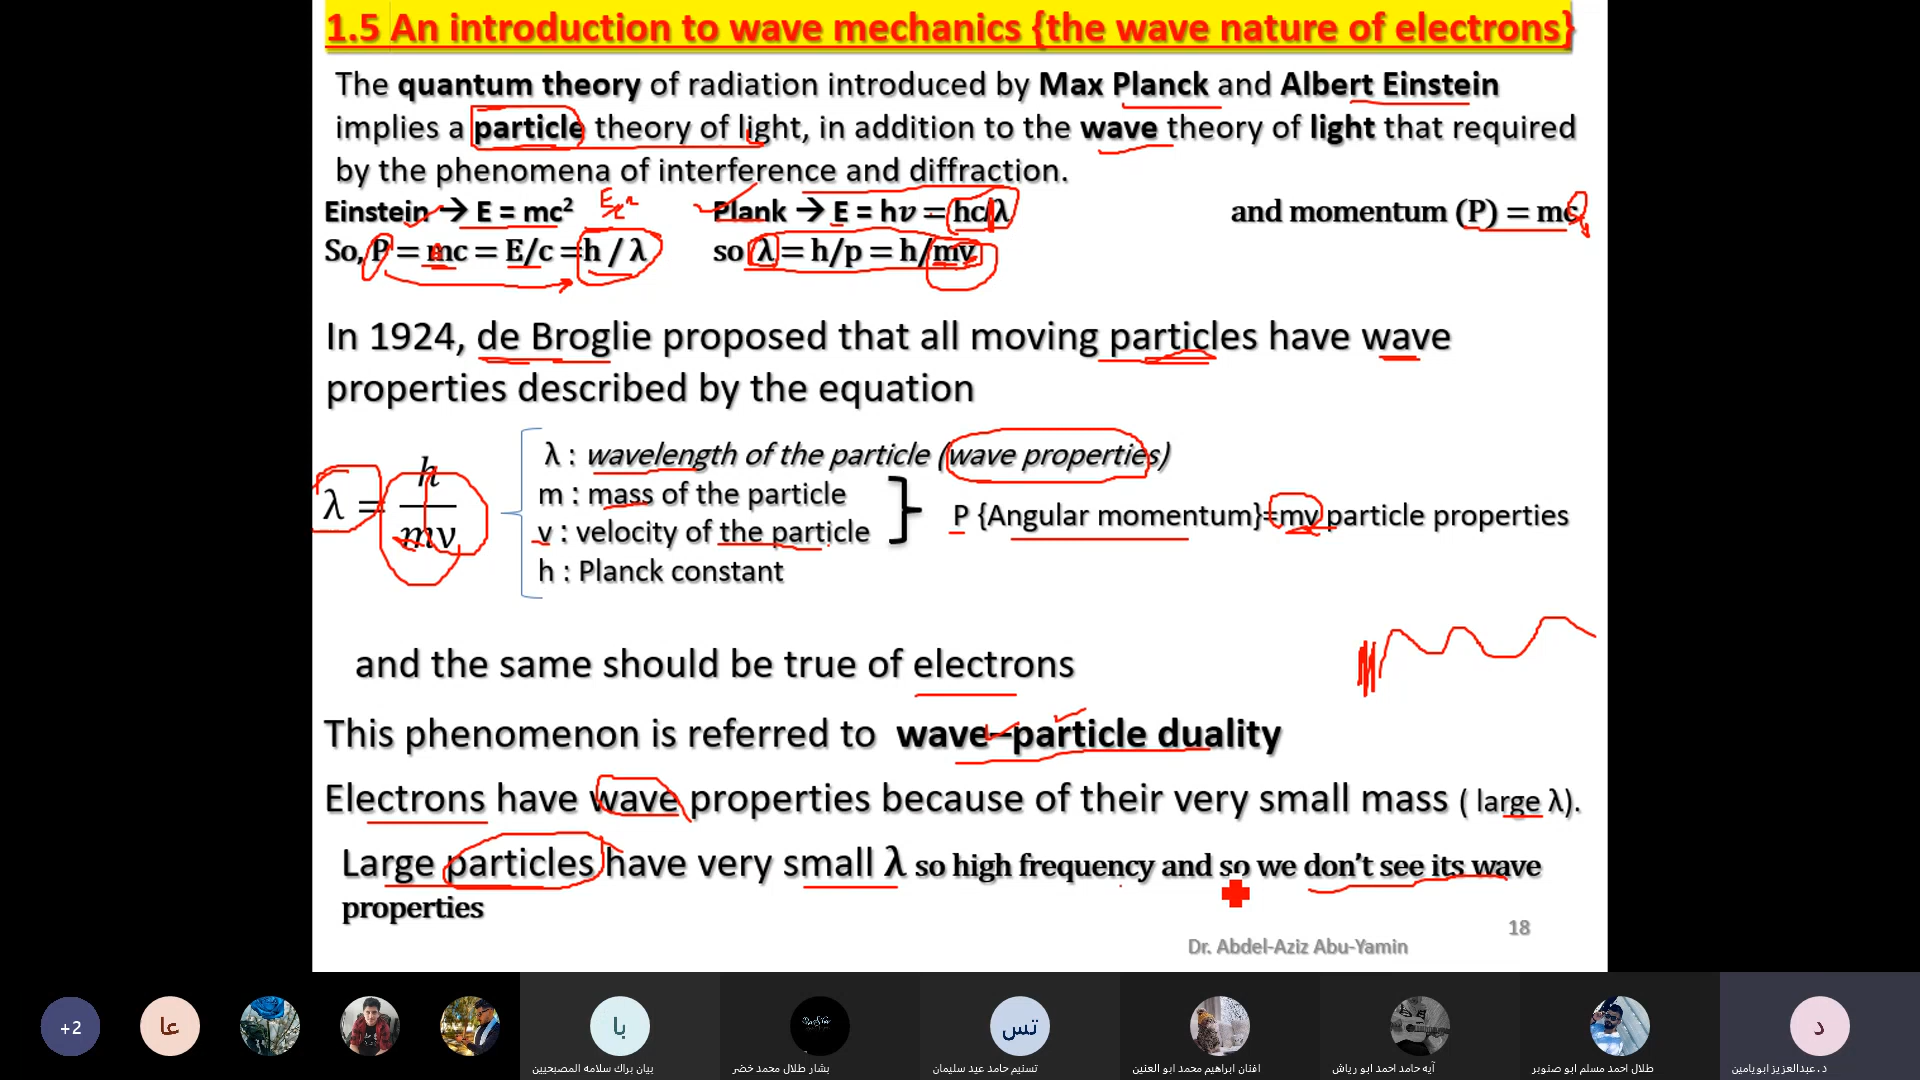 1.5 An introduction to wave mechanics {the wave nature of electrons}
The quantum theory of radiation introduced by Max Planck and Albert Einstein
implies a particle theory of light, in addition to the wave theory of light that required
by the phenomena of interference and diffraction.
Einstein → E = mc²
Plank → E = hν = hc/λ
and momentum (P) = mc
So, P = mc = E/c = h / λ
so λ = h/p = h/mv
In 1924, de Broglie proposed that all moving particles have wave
properties described by the equation
λ = h/mv
λ : wavelength of the particle (wave properties)
m : mass of the particle
v : velocity of the particle
P {Angular momentum}=mv particle properties
h : Planck constant
and the same should be true of electrons
This phenomenon is referred to wave–particle duality
Electrons have wave properties because of their very small mass ( large λ).
Large particles have very small λ so high frequency and so we don't see its wave
properties
18
Dr. Abdel-Aziz Abu-Yamin
+2
عا
با
تس
د
بيان براك سلامه المصبحيين
بشار طلال محمد خضر
تسنيم حامد عيد سليمان
افنان ابراهيم محمد ابو العنين
آيه حامد احمد ابو رياش
طلال احمد مسلم ابو صنوبر
د. عبدالعزيز ابويامين